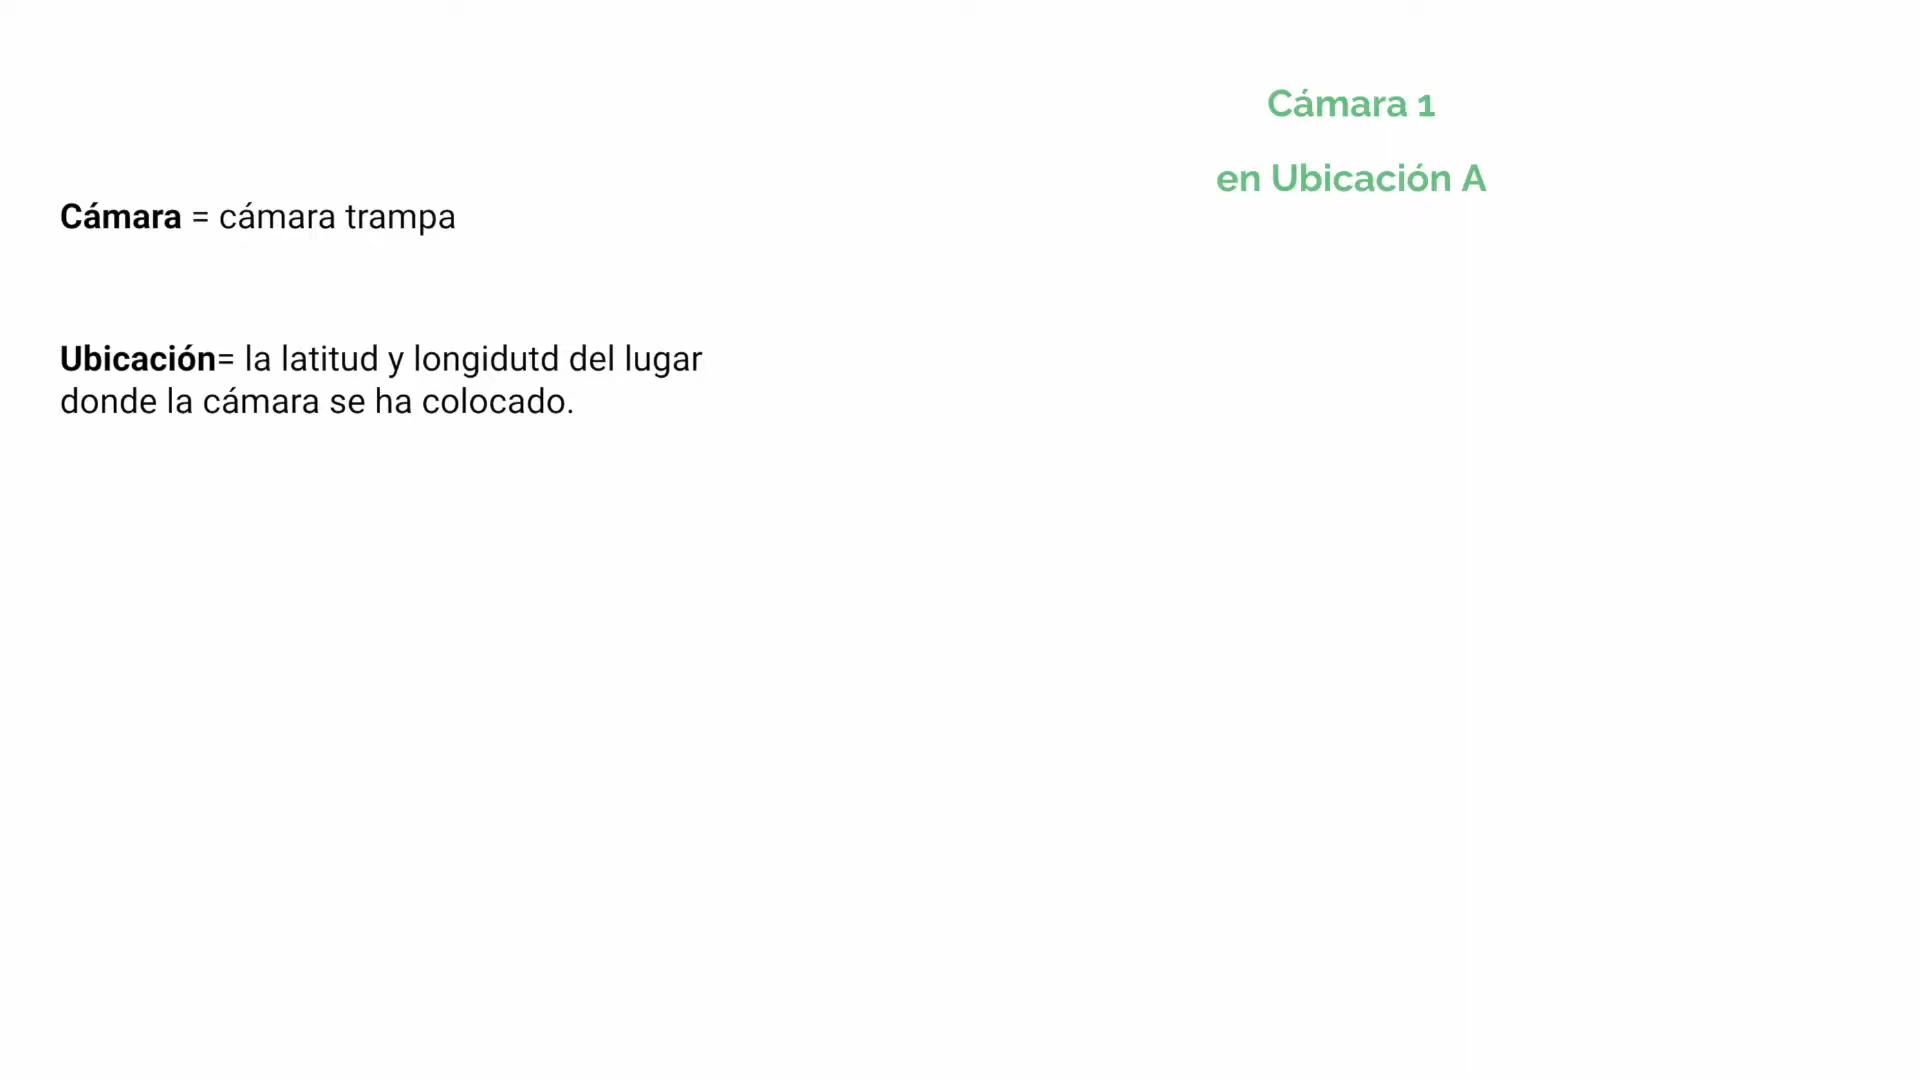 Cámara = cámara trampa
Ubicación= la latitud y longidutd del lugar
donde la cámara se ha colocado.
Cámara 1
en Ubicación A